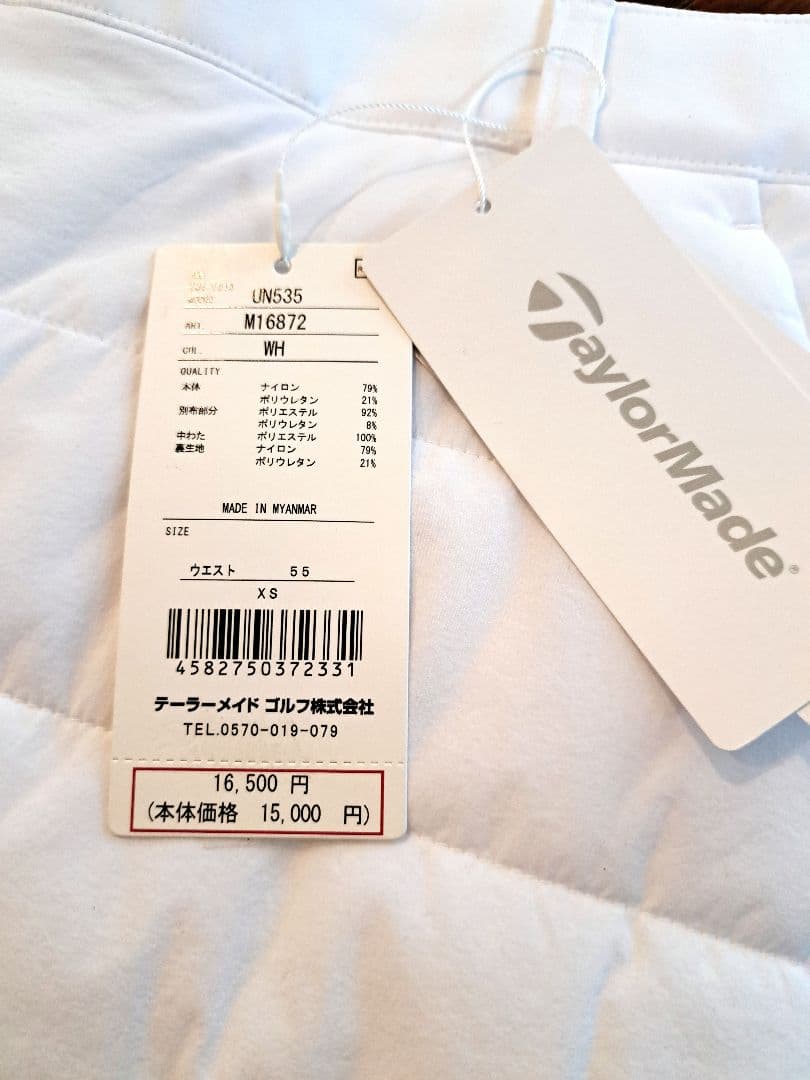 UN535
ART. M16872
COL. WH
QUALITY
本体 ナイロン 79%
ポリウレタン 21%
別布部分 ポリエステル 92%
ポリウレタン 8%
中わた ポリエステル 100%
裏生地 ナイロン 79%
ポリウレタン 21%
MADE IN MYANMAR
SIZE
ウエスト 55
XS
4582750372331
テーラーメイド ゴルフ株式会社
TEL.0570-019-079
16,500 円
(本体価格 15,000 円)
TaylorMade®